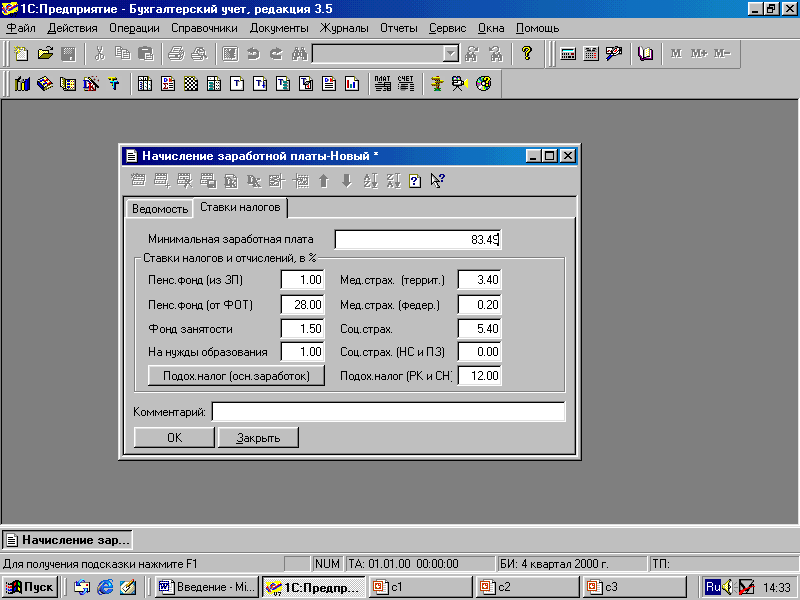 1С:Предприятие - Бухгалтерский учет, редакция 3.5
Файл Действия Операции Справочники Документы Журналы Отчеты Сервис Окна Помощь
M M+ M-
Начисление заработной платы-Новый *
Ведомость Ставки налогов
Минимальная заработная плата 83.49
Ставки налогов и отчислений, в %
Пенс.фонд (из ЗП) 1.00 Мед.страх. (террит.) 3.40
Пенс.фонд (от ФОТ) 28.00 Мед.страх. (федер.) 0.20
Фонд занятости 1.50 Соц.страх. 5.40
На нужды образования 1.00 Соц.страх. (НС и ПЗ) 0.00
Подох.налог (осн.заработок) Подох.налог (РК и СН) 12.00
Комментарий:
OK Закрыть
Начисление зар...
Для получения подсказки нажмите F1 NUM ТА: 01.01.00 00:00:00 БИ: 4 квартал 2000 г. ТП:
Пуск Введение - Mi... 1С:Предпр... с1 с2 с3 Ru 14:33